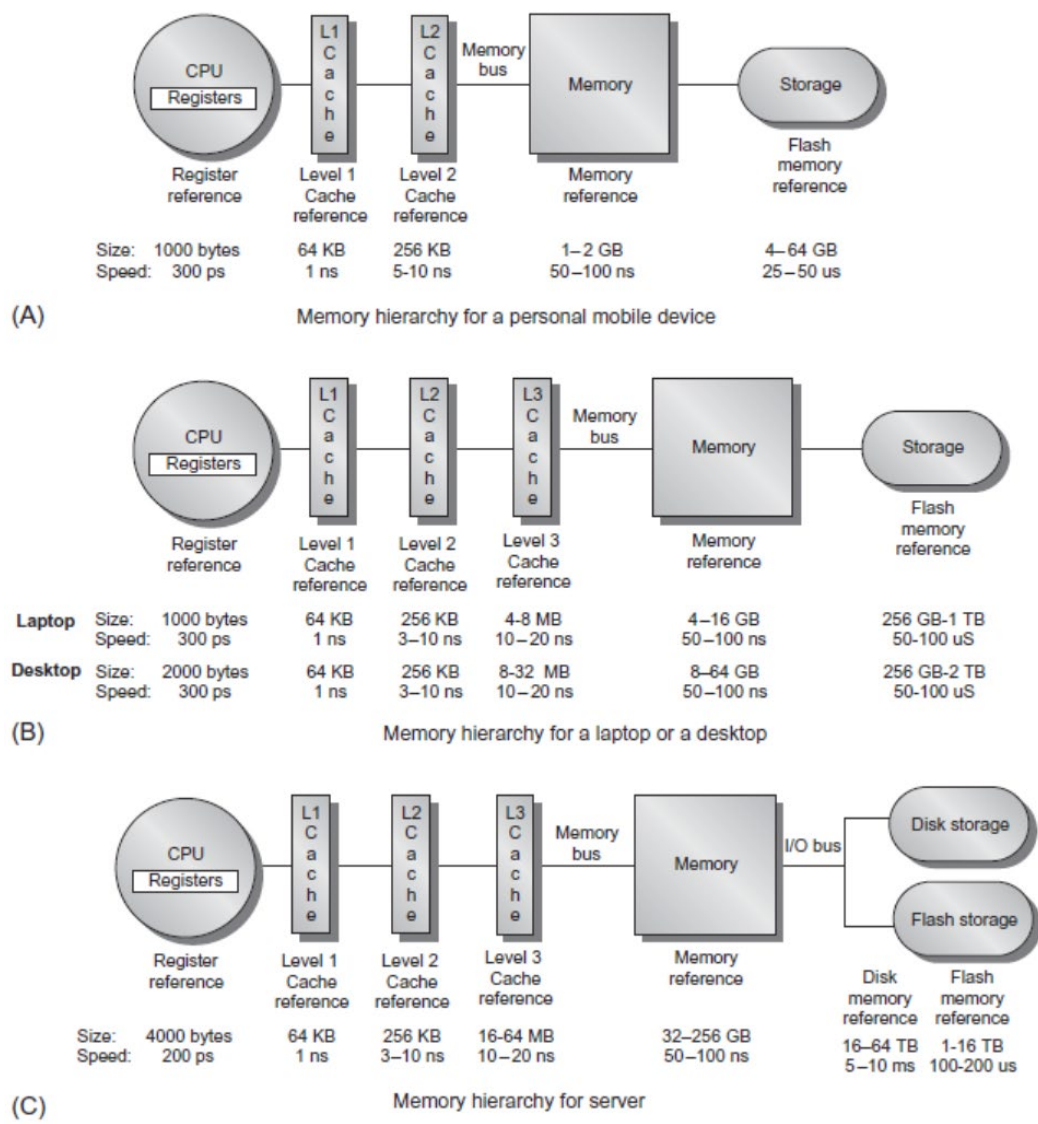 CPU
Registers
L1
C
a
c
h
e
L2
C
a
c
h
e
Memory
bus
Memory
Storage
Register
reference
Level 1
Cache
reference
Level 2
Cache
reference
Memory
reference
Flash
memory
reference
Size: 1000 bytes 64 KB 256 KB 1–2 GB 4–64 GB
Speed: 300 ps 1 ns 5-10 ns 50–100 ns 25–50 us
(A) Memory hierarchy for a personal mobile device
CPU
Registers
L1
C
a
c
h
e
L2
C
a
c
h
e
L3
C
a
c
h
e
Memory
bus
Memory
Storage
Register
reference
Level 1
Cache
reference
Level 2
Cache
reference
Level 3
Cache
reference
Memory
reference
Flash
memory
reference
Laptop Size: 1000 bytes 64 KB 256 KB 4-8 MB 4–16 GB 256 GB-1 TB
Speed: 300 ps 1 ns 3–10 ns 10–20 ns 50–100 ns 50-100 uS
Desktop Size: 2000 bytes 64 KB 256 KB 8-32 MB 8–64 GB 256 GB-2 TB
Speed: 300 ps 1 ns 3–10 ns 10–20 ns 50–100 ns 50-100 uS
(B) Memory hierarchy for a laptop or a desktop
CPU
Registers
L1
C
a
c
h
e
L2
C
a
c
h
e
L3
C
a
c
h
e
Memory
bus
Memory
I/O bus
Disk storage
Flash storage
Register
reference
Level 1
Cache
reference
Level 2
Cache
reference
Level 3
Cache
reference
Memory
reference
Disk
memory
reference
Flash
memory
reference
Size: 4000 bytes 64 KB 256 KB 16-64 MB 32–256 GB 16–64 TB 1-16 TB
Speed: 200 ps 1 ns 3–10 ns 10–20 ns 50–100 ns 5–10 ms 100-200 us
(C) Memory hierarchy for server